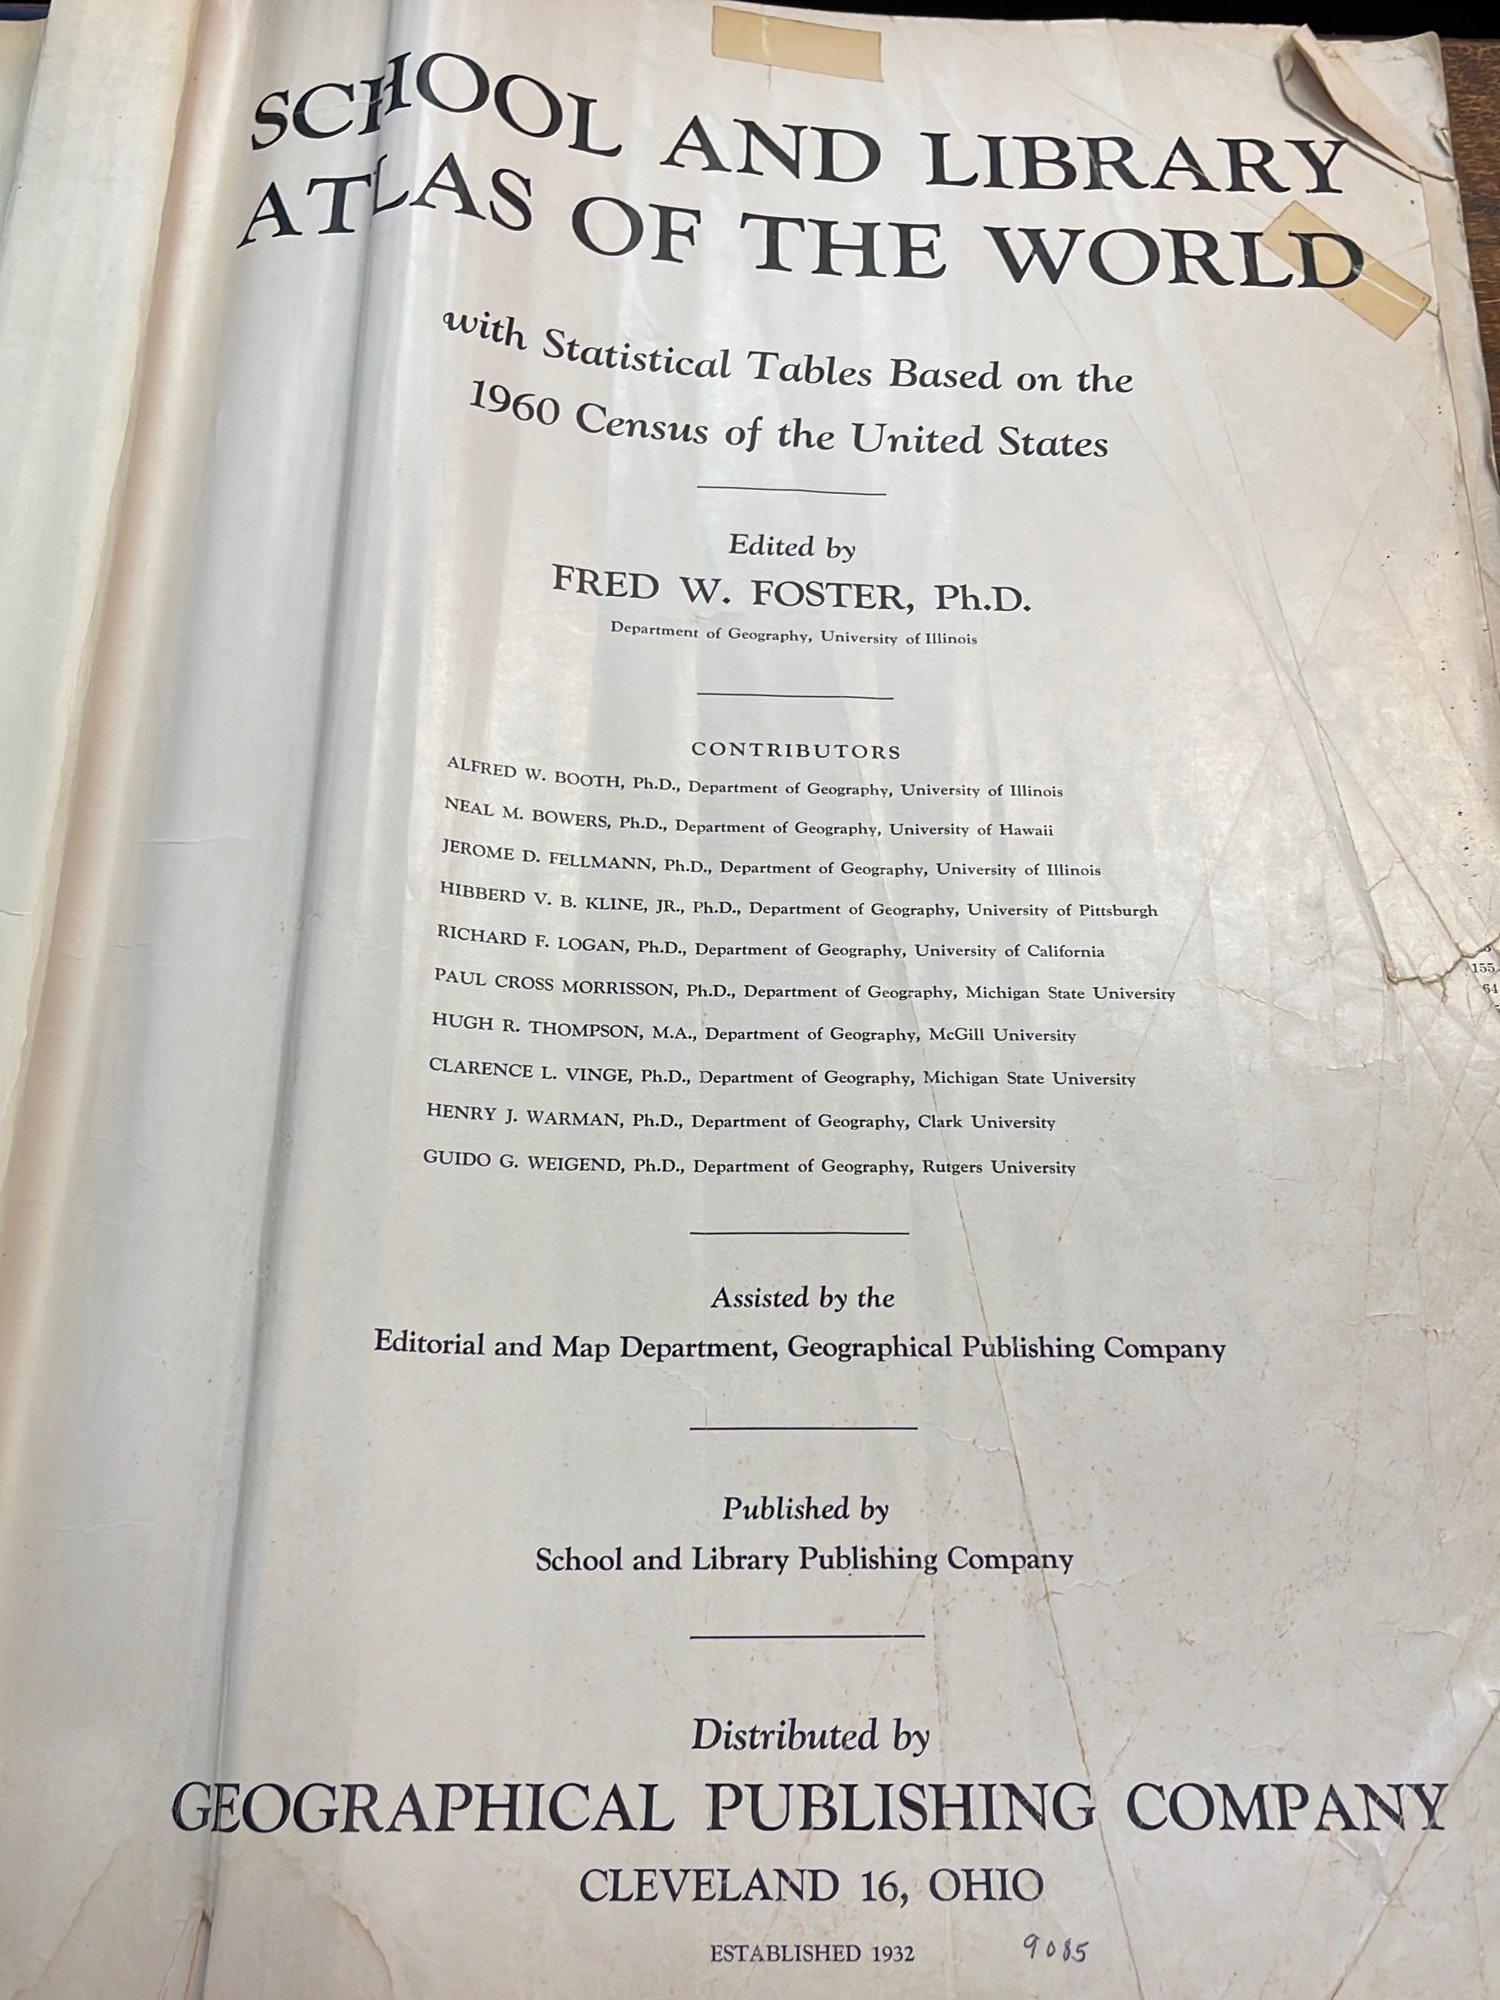 SCHOOL AND LIBRARY
ATLAS OF THE WORLD
with Statistical Tables Based on the
1960 Census of the United States
Edited by
FRED W. FOSTER, Ph.D.
Department of Geography, University of Illinois
CONTRIBUTORS
ALFRED W. BOOTH, Ph.D., Department of Geography, University of Illinois
NEAL M. BOWERS, Ph.D., Department of Geography, University of Hawaii
JEROME D. FELLMANN, Ph.D., Department of Geography, University of Illinois
HIBBERD V. B. KLINE, JR., Ph.D., Department of Geography, University of Pittsburgh
RICHARD F. LOGAN, Ph.D., Department of Geography, University of California
PAUL CROSS MORRISSON, Ph.D., Department of Geography, Michigan State University
HUGH R. THOMPSON, M.A., Department of Geography, McGill University
CLARENCE L. VINGE, Ph.D., Department of Geography, Michigan State University
HENRY J. WARMAN, Ph.D., Department of Geography, Clark University
GUIDO G. WEIGEND, Ph.D., Department of Geography, Rutgers University
155
64
Assisted by the
Editorial and Map Department, Geographical Publishing Company
Published by
School and Library Publishing Company
Distributed by
GEOGRAPHICAL PUBLISHING COMPANY
CLEVELAND 16, OHIO
ESTABLISHED 1932
9085